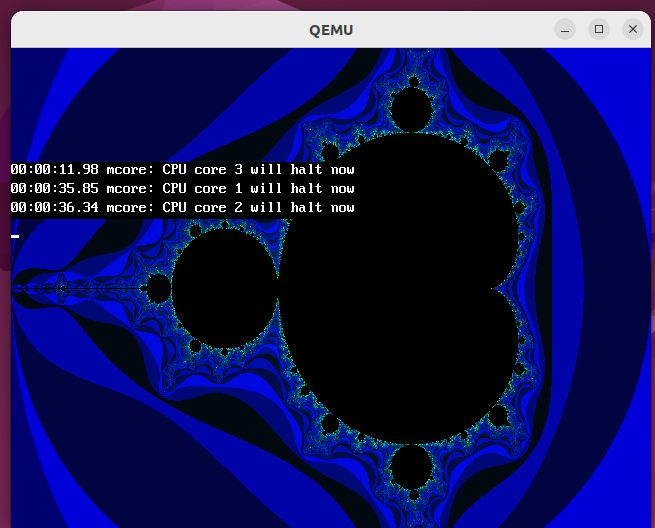 QEMU
00:00:11.98 mcore: CPU core 3 will halt now
00:00:35.85 mcore: CPU core 1 will halt now
00:00:36.34 mcore: CPU core 2 will halt now